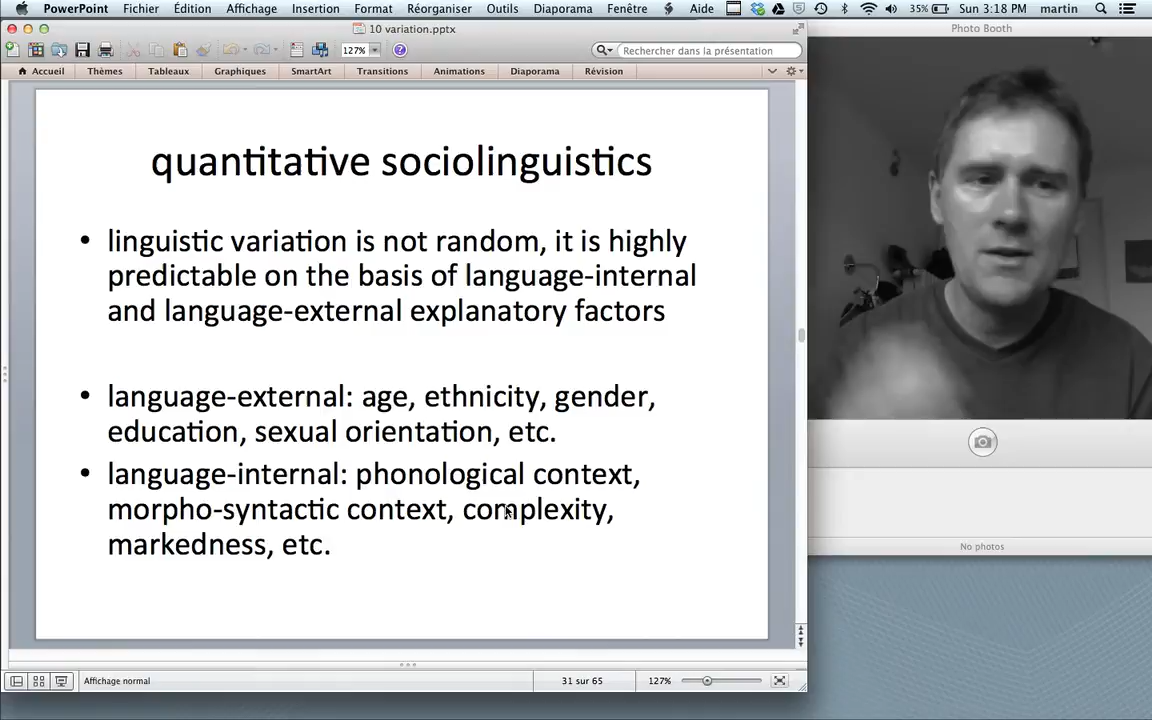 PowerPoint Fichier Édition Affichage Insertion Format Réorganiser Outils Diaporama Fenêtre Aide 35% Sun 3:18 PM martin
10 variation.pptx
Photo Booth
127%
Rechercher dans la présentation
Accueil Thèmes Tableaux Graphiques SmartArt Transitions Animations Diaporama Révision
quantitative sociolinguistics
• linguistic variation is not random, it is highly
predictable on the basis of language-internal
and language-external explanatory factors
• language-external: age, ethnicity, gender,
education, sexual orientation, etc.
• language-internal: phonological context,
morpho-syntactic context, complexity,
markedness, etc.
No photos
Affichage normal 31 sur 65 127%